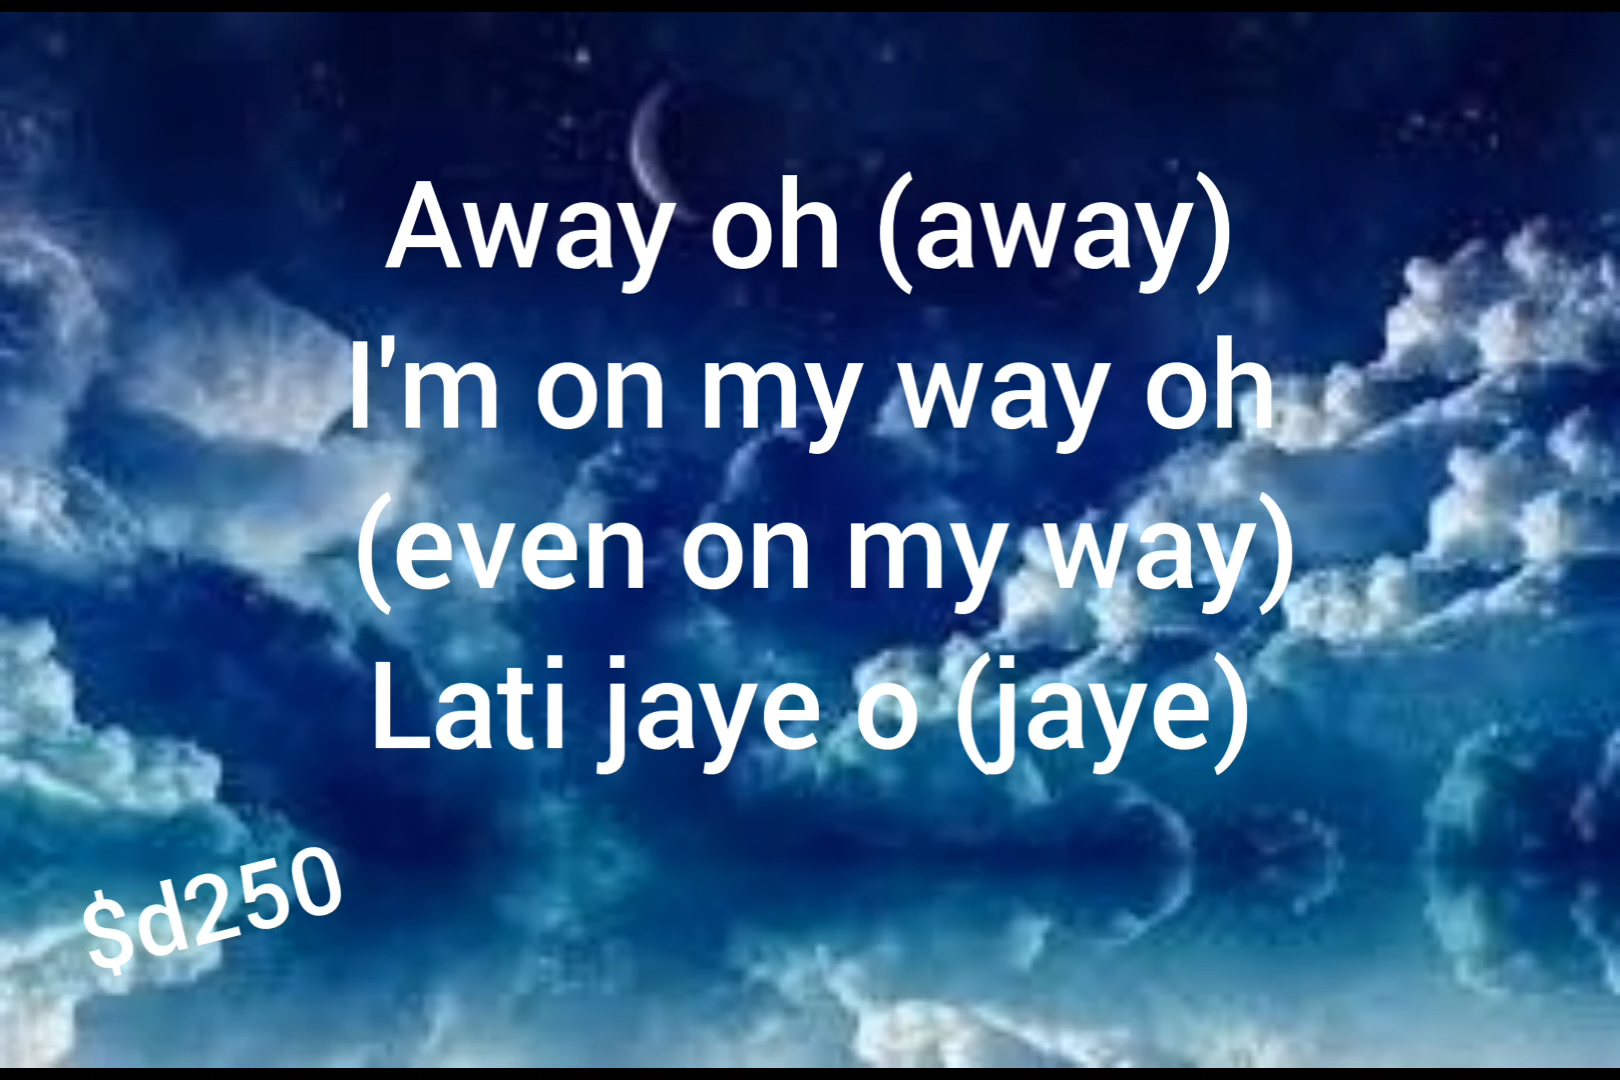 Away oh (away)
I'm on my way oh
(even on my way)
Lati jaye o (jaye)
$d250